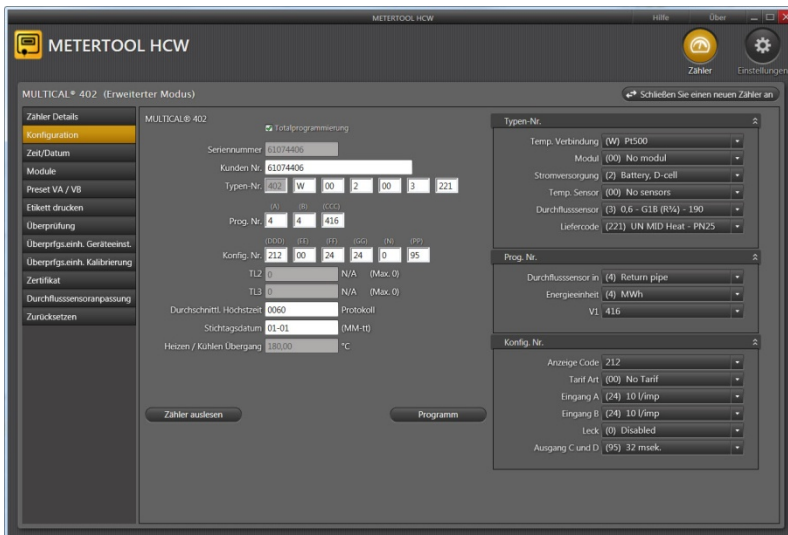 METERTOOL HCW
Hilfe
Über
METERTOOL HCW
Zähler
Einstellungen
MULTICAL® 402 (Erweiterter Modus)
Schließen Sie einen neuen Zähler an
Zähler Details
Konfiguration
Zeit/Datum
Module
Preset VA / VB
Etikett drucken
Überprüfung
Überprfgs.einh. Geräteeinst.
Überprfgs.einh. Kalibrierung
Zertifikat
Durchflusssensoranpassung
Zurücksetzen
MULTICAL® 402
Totalprogrammierung
Seriennummer 61074406
Kunden Nr. 61074406
Typen-Nr. 402 W 00 2 00 3 221
(A) (R) (CCC)
Prog. Nr. 4 4 416
(DDD) (EE) (FF) (GG) (N) (PP)
Konfig. Nr. 212 00 24 24 0 95
TL2 0 N/A (Max. 0)
TL3 0 N/A (Max. 0)
Durchschnittl. Höchstzeit 0060 Protokoll
Stichtagsdatum 01-01 (MM-tt)
Heizen / Kühlen Übergang 180,00 °C
Zähler auslesen
Programm
Typen-Nr.
Temp. Verbindung (W) Pt500
Modul (00) No modul
Stromversorgung (2) Battery, D-cell
Temp. Sensor (00) No sensors
Durchflusssensor (3) 0,6 - G1B (R¾) - 190
Liefercode (221) UN MID Heat - PN25
Prog. Nr.
Durchflusssensor in (4) Return pipe
Energieeinheit (4) MWh
V1 416
Konfig. Nr.
Anzeige Code 212
Tarif Art (00) No Tarif
Eingang A (24) 10 l/imp
Eingang B (24) 10 l/imp
Leck (0) Disabled
Ausgang C und D (95) 32 msek.